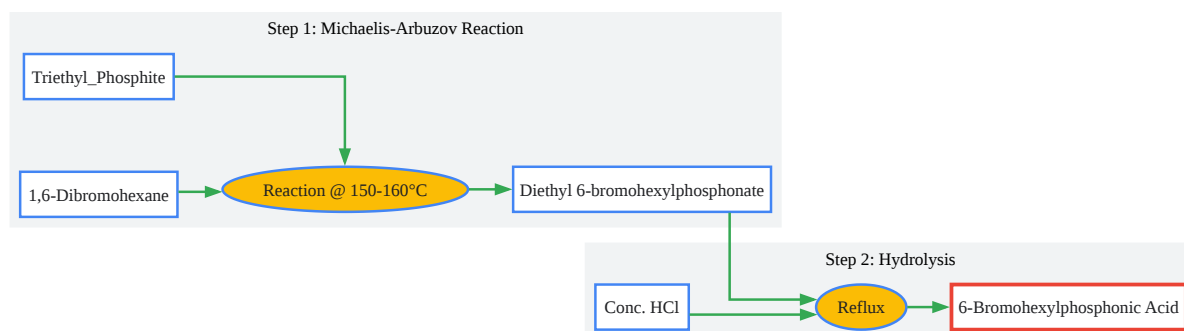 Step 1: Michaelis-Arbuzov Reaction
Triethyl_Phosphite
1,6-Dibromohexane
Reaction @ 150-160°C
Diethyl 6-bromohexylphosphonate
Step 2: Hydrolysis
Conc. HCl
Reflux
6-Bromohexylphosphonic Acid